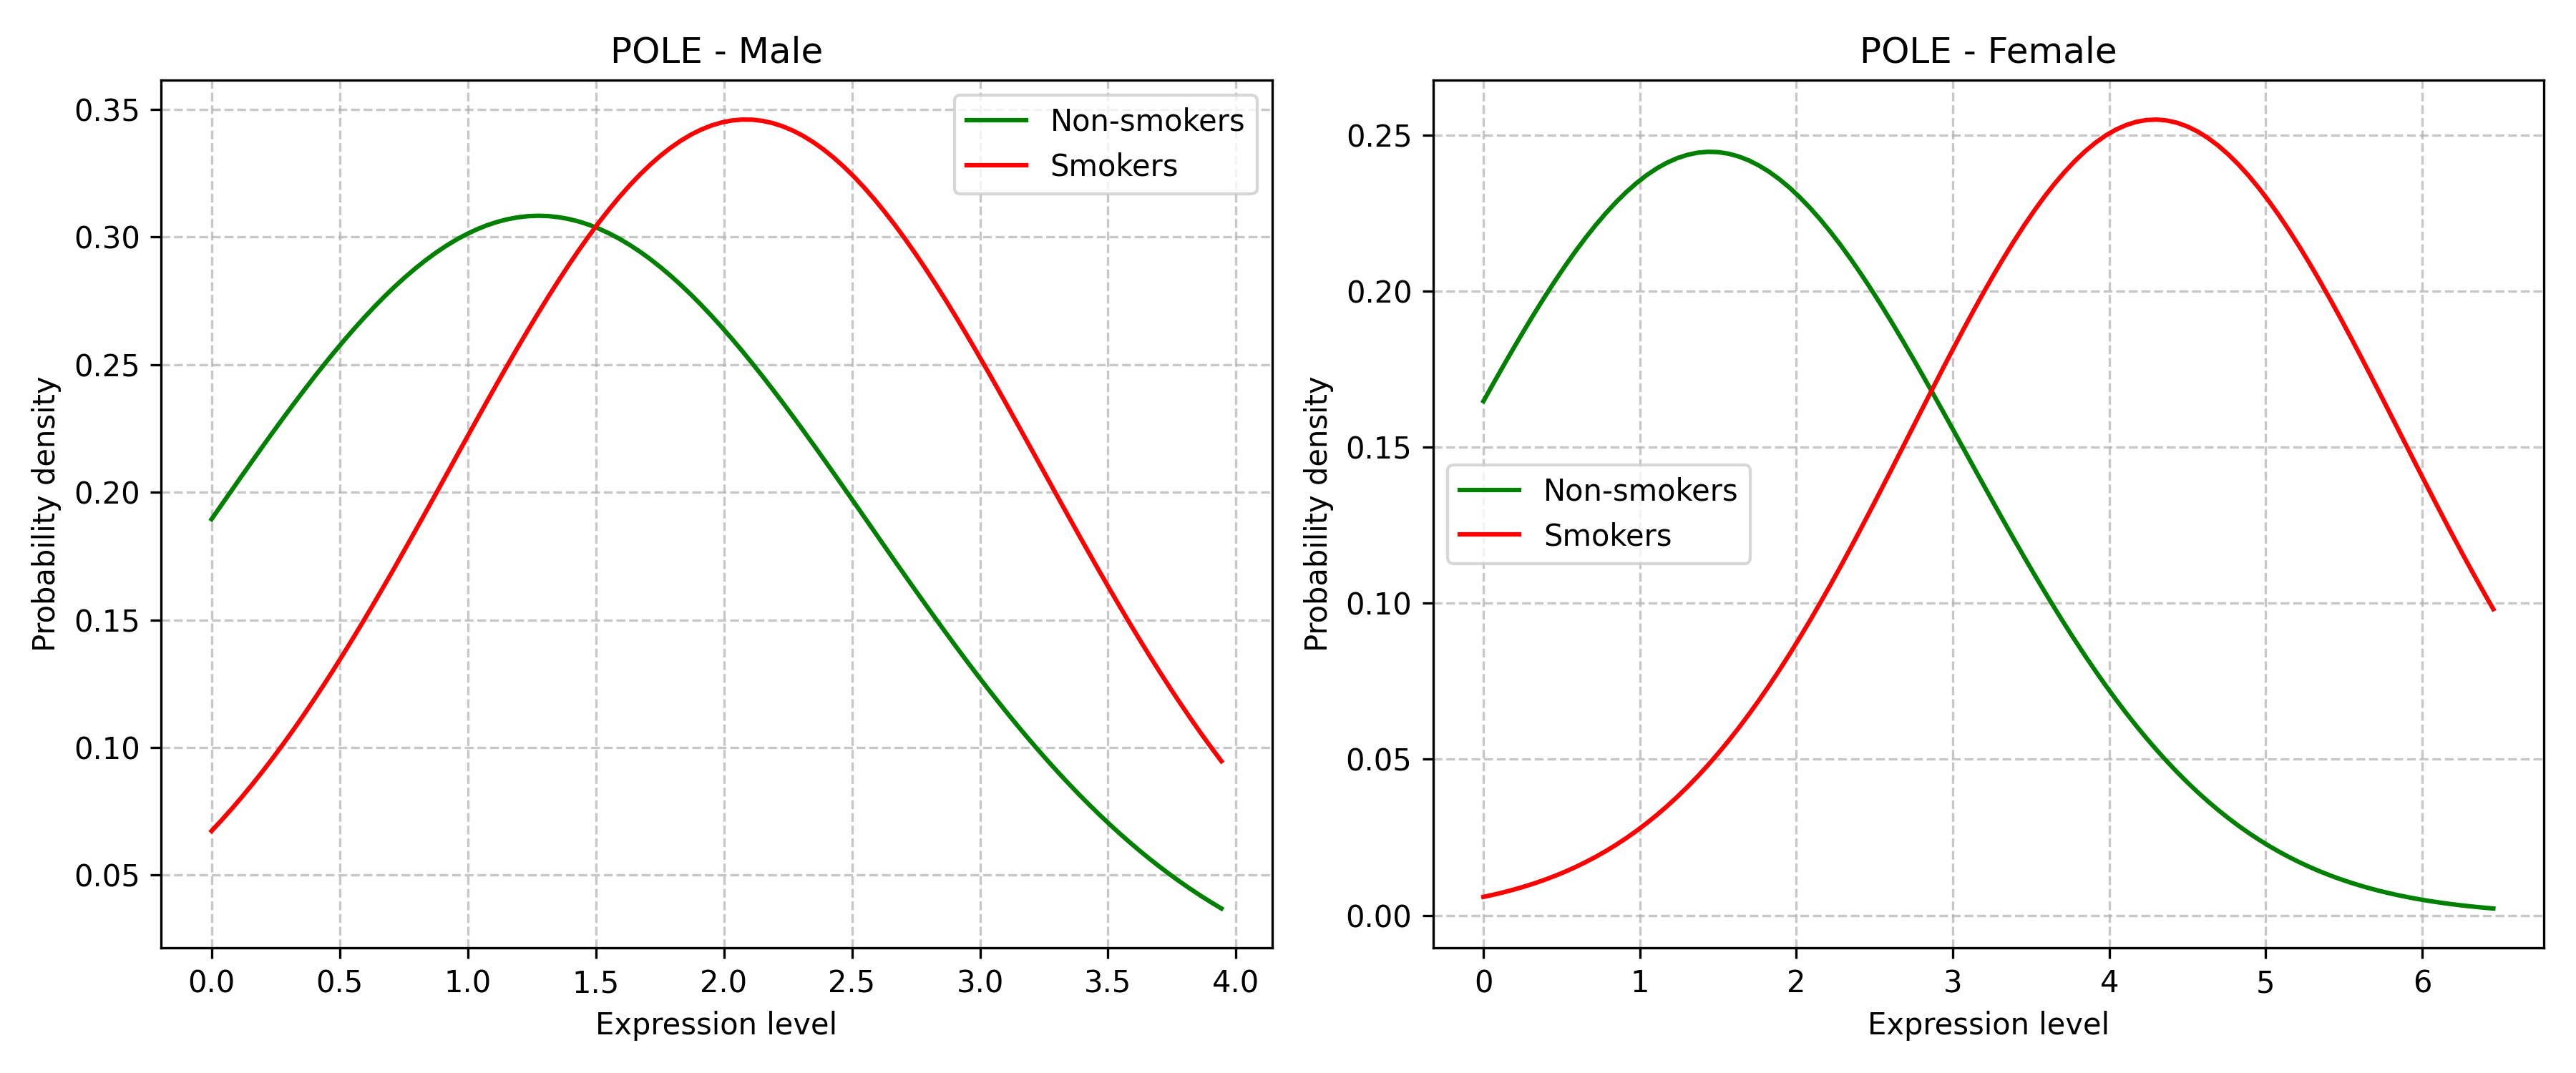 POLE - Male
Probability density
0.35
0.30
0.25
0.20
0.15
0.10
0.05
Non-smokers
Smokers
0.0 0.5 1.0 1.5 2.0 2.5 3.0 3.5 4.0
Expression level
POLE - Female
Probability density
0.25
0.20
0.15
0.10
0.05
0.00
Non-smokers
Smokers
0 1 2 3 4 5 6
Expression level